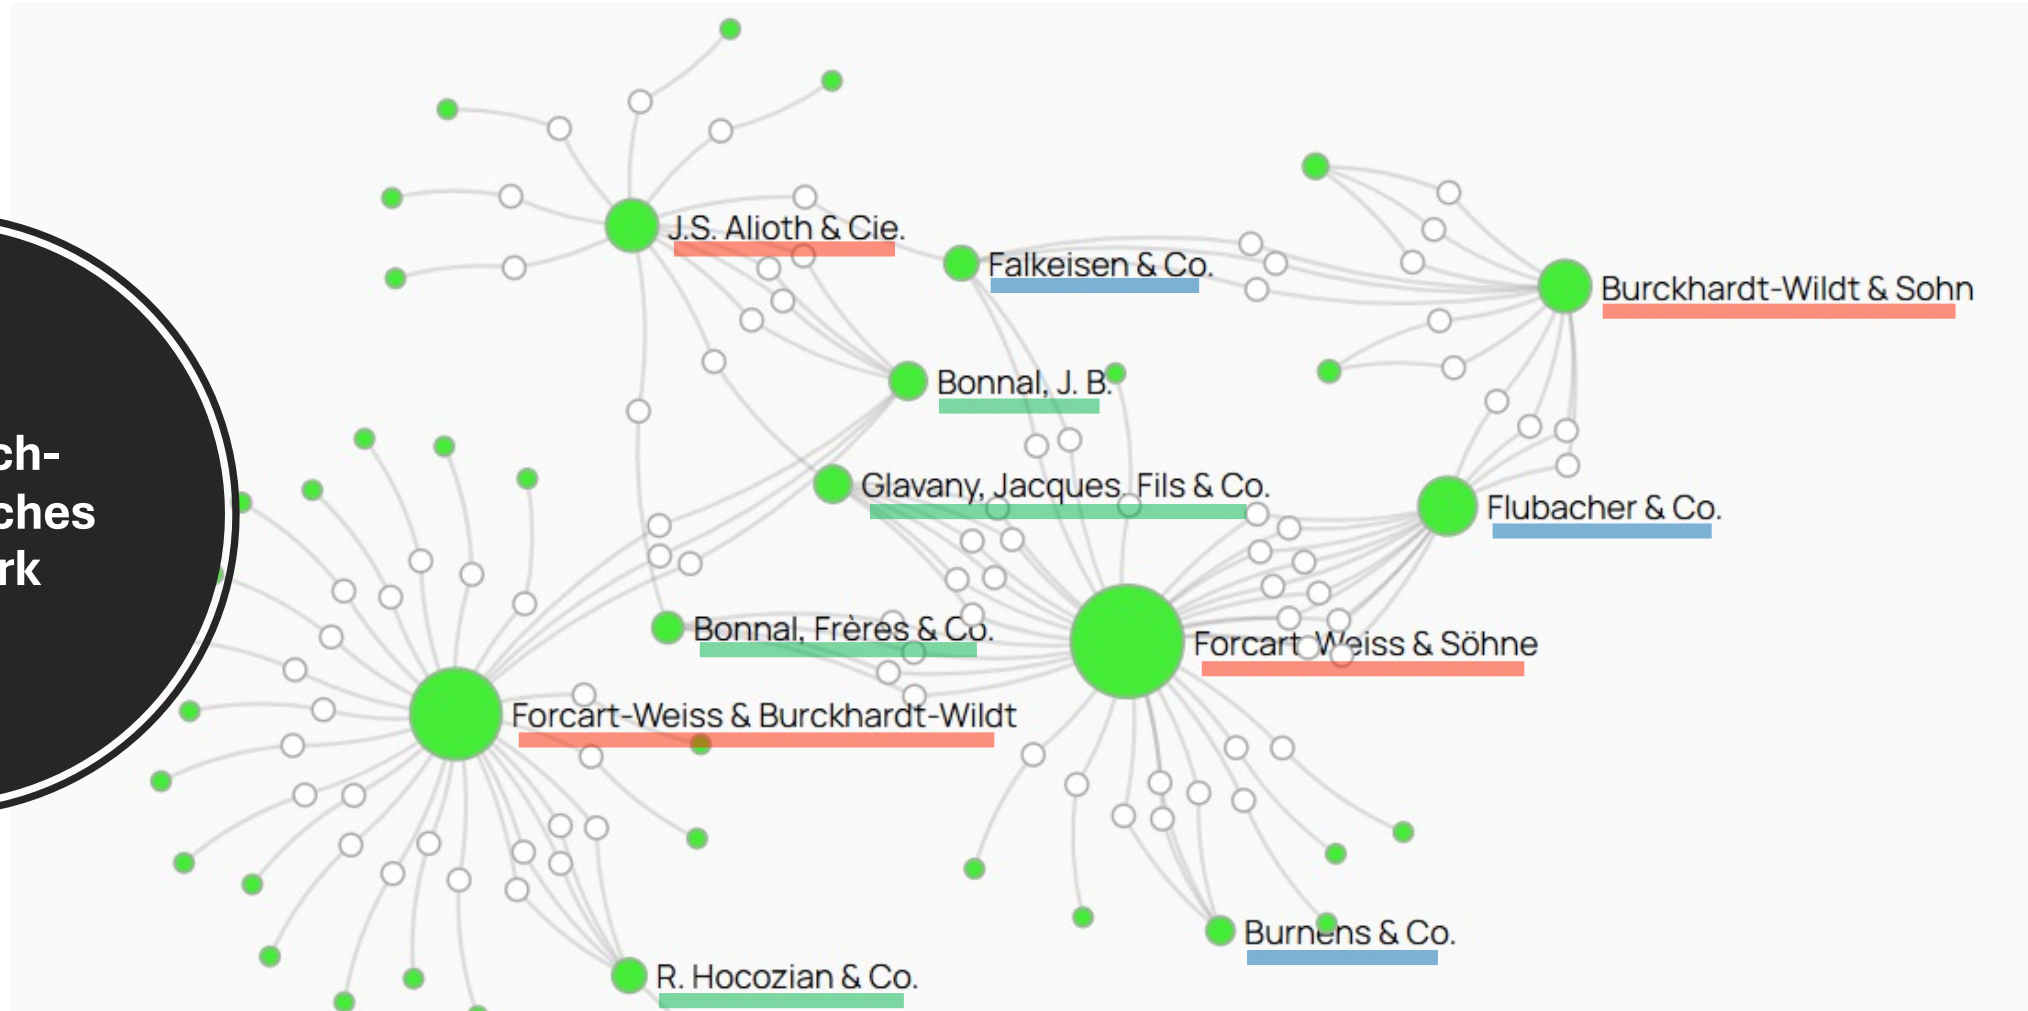 ch-
ches
rk
J.S. Alioth & Cie.
Falkeisen & Co.
Burckhardt-Wildt & Sohn
Bonnal, J. B.
Glavany, Jacques, Fils & Co.
Flubacher & Co.
Bonnal, Frères & Co.
Forcart-Weiss & Söhne
Forcart-Weiss & Burckhardt-Wildt
Burnens & Co.
R. Hocozian & Co.